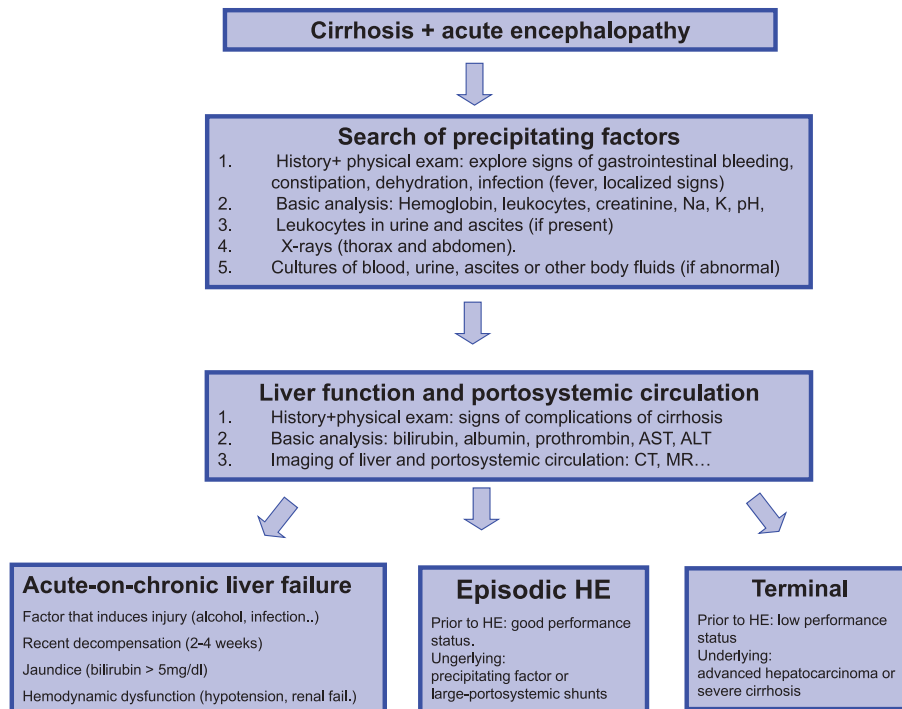 Cirrhosis + acute encephalopathy
Search of precipitating factors
1. History+ physical exam: explore signs of gastrointestinal bleeding,
constipation, dehydration, infection (fever, localized signs)
2. Basic analysis: Hemoglobin, leukocytes, creatinine, Na, K, pH,
3. Leukocytes in urine and ascites (if present)
4. X-rays (thorax and abdomen).
5. Cultures of blood, urine, ascites or other body fluids (if abnormal)
Liver function and portosystemic circulation
1. History+physical exam: signs of complications of cirrhosis
2. Basic analysis: bilirubin, albumin, prothrombin, AST, ALT
3. Imaging of liver and portosystemic circulation: CT, MR…
Acute-on-chronic liver failure
Factor that induces injury (alcohol, infection..)
Recent decompensation (2-4 weeks)
Jaundice (bilirubin > 5mg/dl)
Hemodynamic dysfunction (hypotension, renal fail.)
Episodic HE
Prior to HE: good performance
status.
Ungerlying:
precipitating factor or
large-portosystemic shunts
Terminal
Prior to HE: low performance
status
Underlying:
advanced hepatocarcinoma or
severe cirrhosis